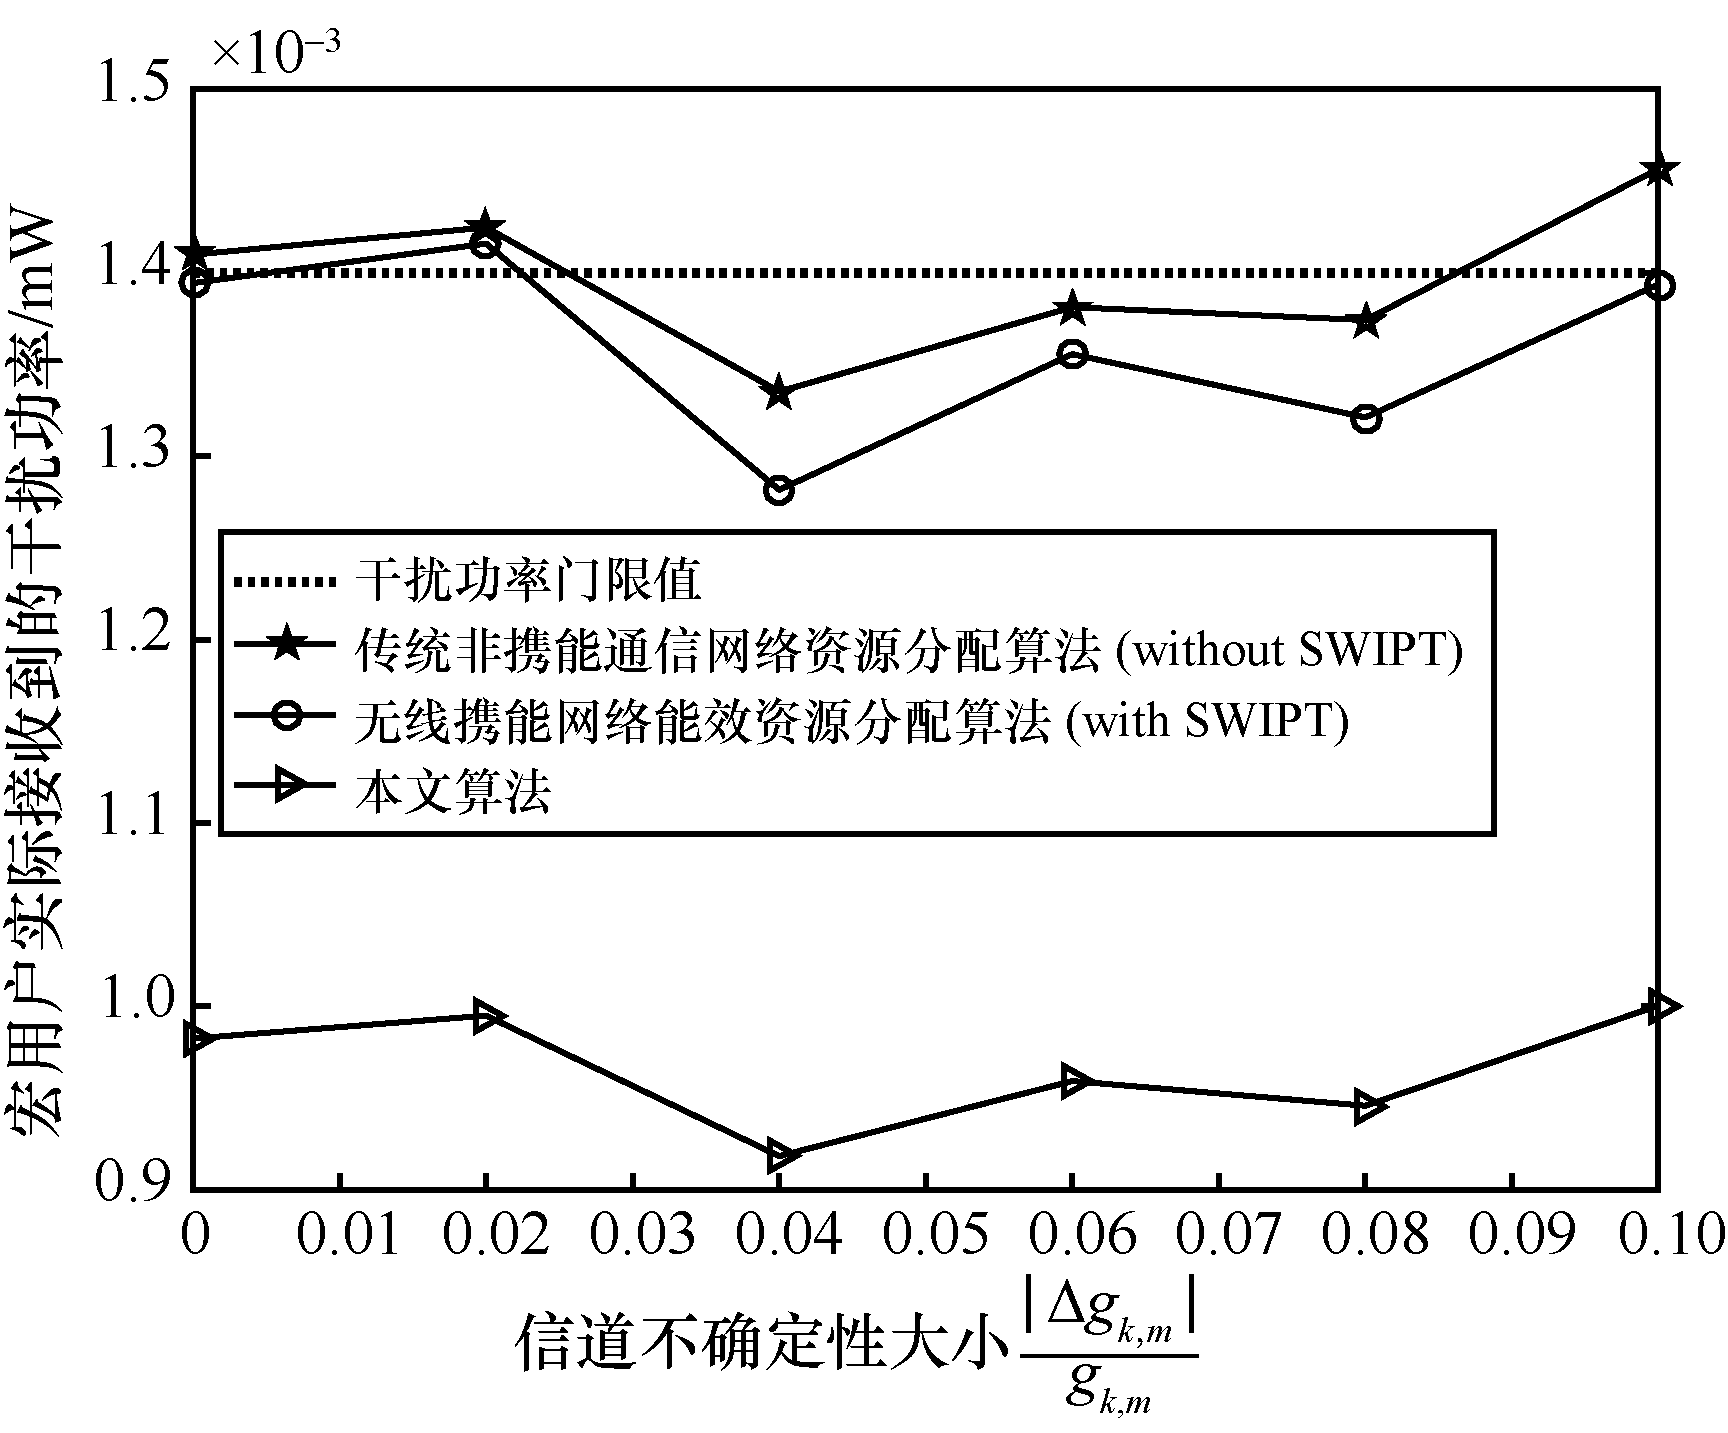 ×10⁻³
1.5
1.4
1.3
1.2
1.1
1.0
0.9
宏用户实际接收到的干扰功率/mW
干扰功率门限值
传统非携能通信网络资源分配算法 (without SWIPT)
无线携能网络能效资源分配算法 (with SWIPT)
本文算法
0 0.01 0.02 0.03 0.04 0.05 0.06 0.07 0.08 0.09 0.10
信道不确定性大小 |Δg_{k,m}| / g_{k,m}